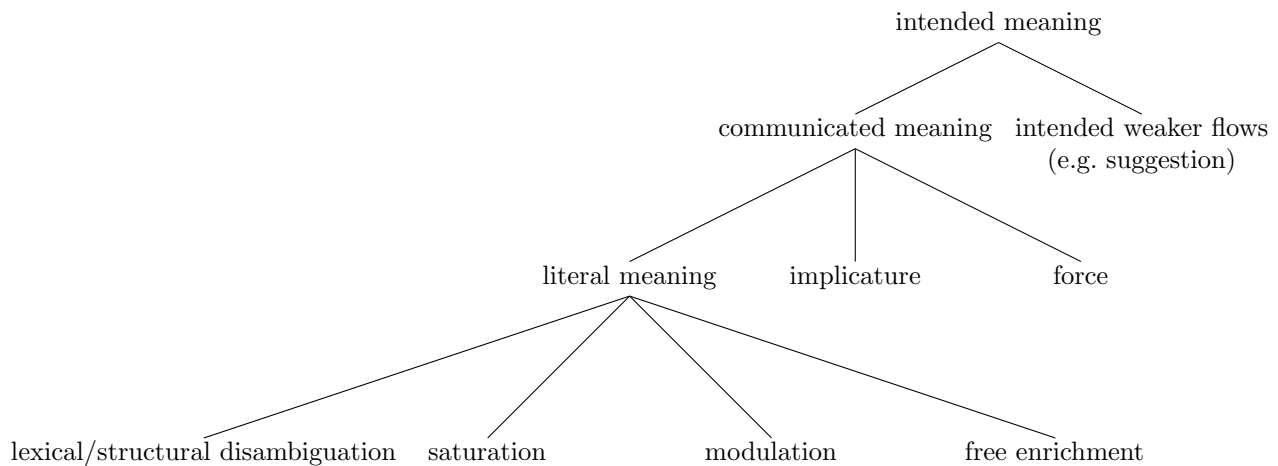 intended meaning
communicated meaning
intended weaker flows
(e.g. suggestion)
literal meaning
implicature
force
lexical/structural disambiguation
saturation
modulation
free enrichment